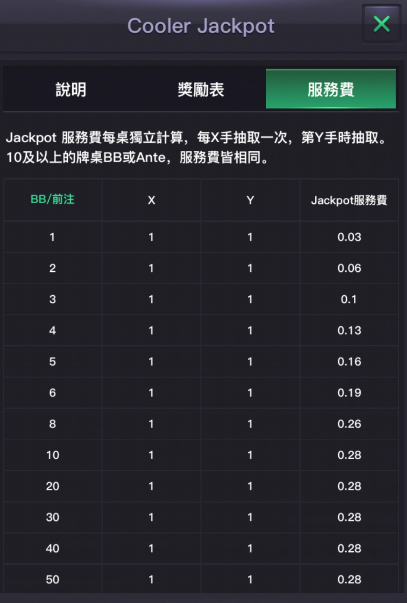 Cooler Jackpot
說明 獎勵表 服務費
Jackpot 服務費每桌獨立計算，每X手抽取一次，第Y手時抽取。
10及以上的牌桌BB或Ante，服務費皆相同。
BB/前注 X Y Jackpot服務費
1 1 1 0.03
2 1 1 0.06
3 1 1 0.1
4 1 1 0.13
5 1 1 0.16
6 1 1 0.19
8 1 1 0.26
10 1 1 0.28
20 1 1 0.28
30 1 1 0.28
40 1 1 0.28
50 1 1 0.28